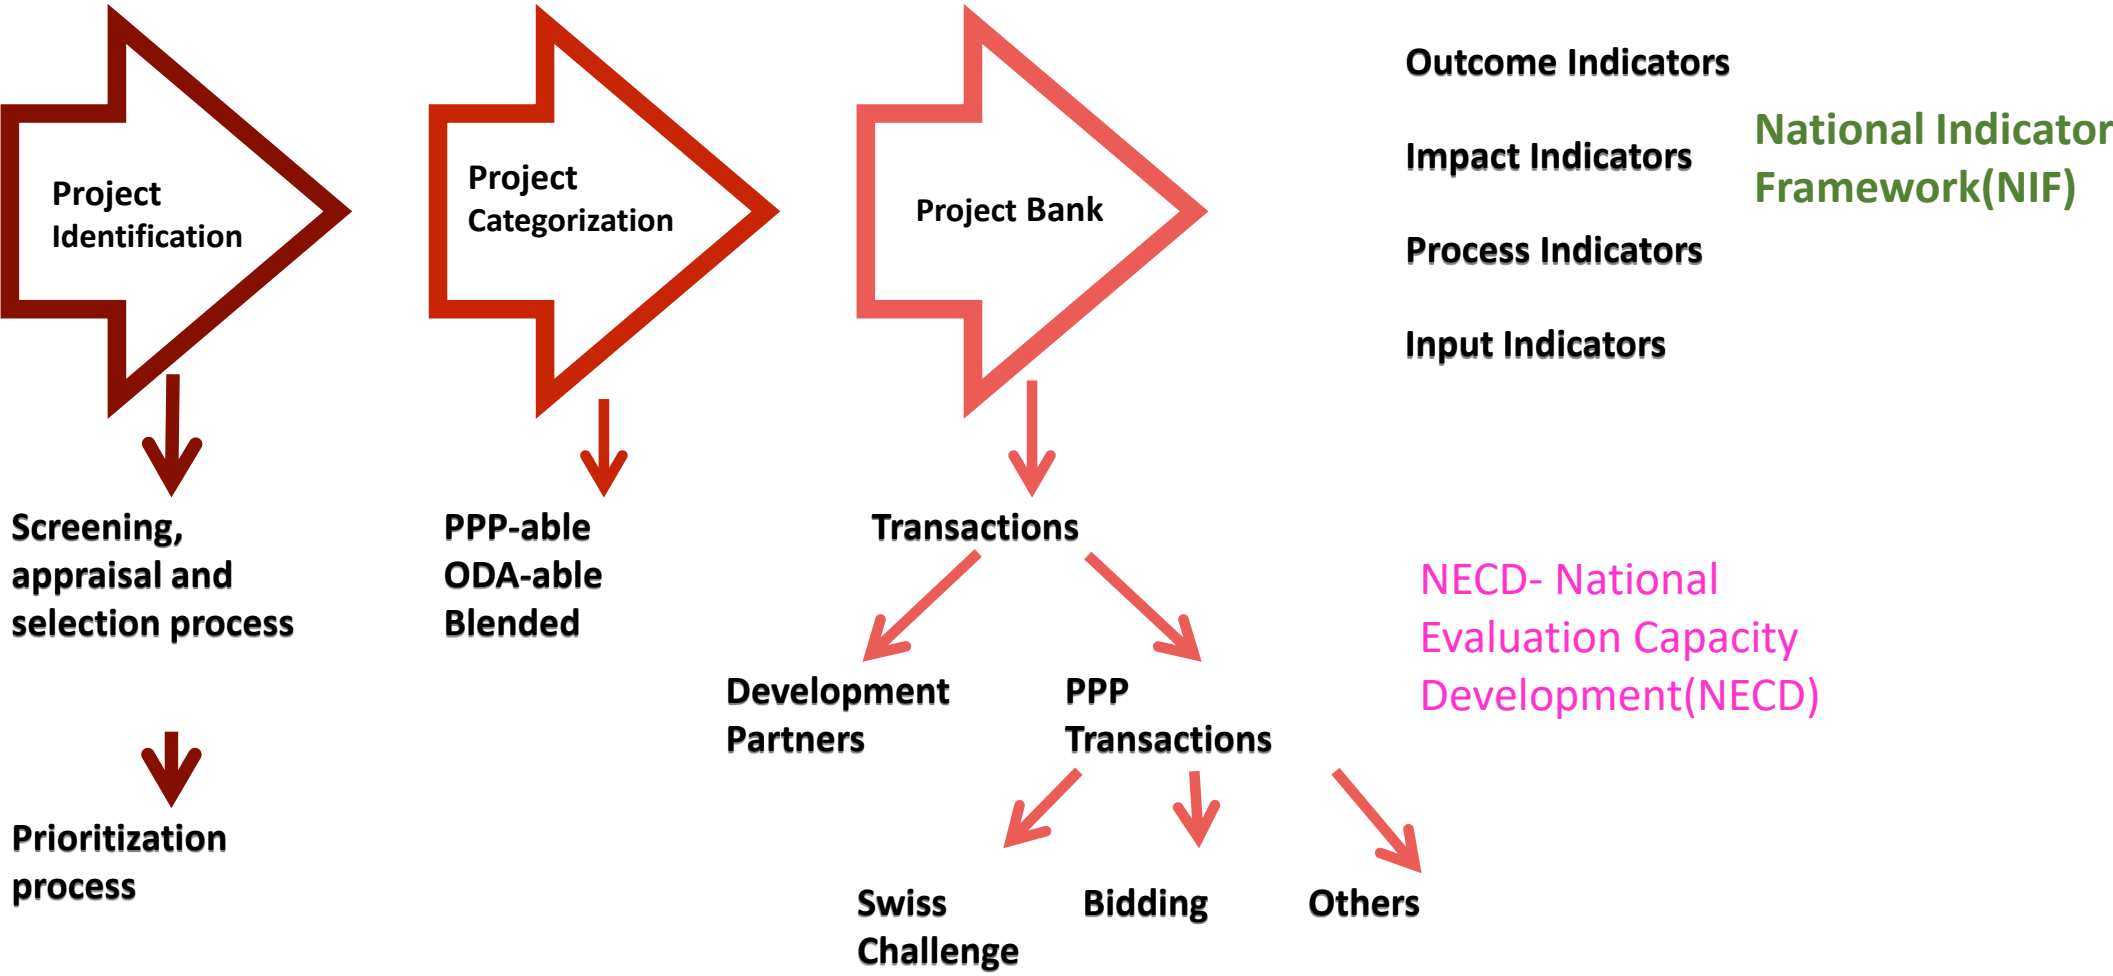 Project
Identification
Project
Categorization
Project Bank
Outcome Indicators
Impact Indicators
Process Indicators
Input Indicators
National Indicator
Framework(NIF)
Screening,
appraisal and
selection process
Prioritization
process
PPP-able
ODA-able
Blended
Transactions
Development
Partners
PPP
Transactions
Swiss
Challenge
Bidding
Others
NECD- National
Evaluation Capacity
Development(NECD)